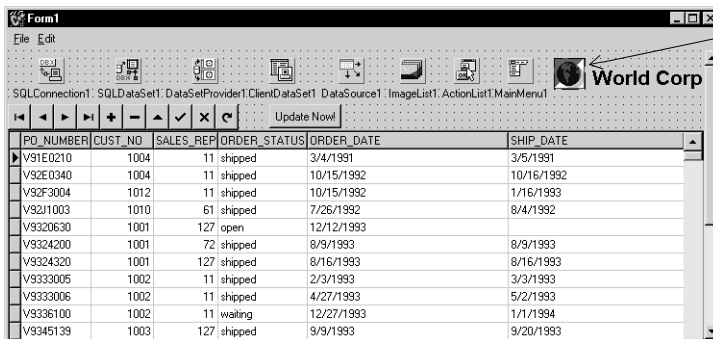 Form1
File Edit
DBX
DBX
World Corp
SQLConnection1 SQLDataSet1 DataSetProvider1 ClientDataSet1 DataSource1 ImageList1 ActionList1 MainMenu1
Update Now!
PO_NUMBER CUST_NO SALES_REP ORDER_STATUS ORDER_DATE SHIP_DATE
V91E0210 1004 11 shipped 3/4/1991 3/5/1991
V92E0340 1004 11 shipped 10/15/1992 10/16/1992
V92F3004 1012 11 shipped 10/15/1992 1/16/1993
V92J1003 1010 61 shipped 7/26/1992 8/4/1992
V9320630 1001 127 open 12/12/1993
V9324200 1001 72 shipped 8/9/1993 8/9/1993
V9324320 1001 127 shipped 8/16/1993 8/16/1993
V9333005 1002 11 shipped 2/3/1993 3/3/1993
V9333006 1002 11 shipped 4/27/1993 5/2/1993
V9336100 1002 11 waiting 12/27/1993 1/1/1994
V9345139 1003 127 shipped 9/9/1993 9/20/1993